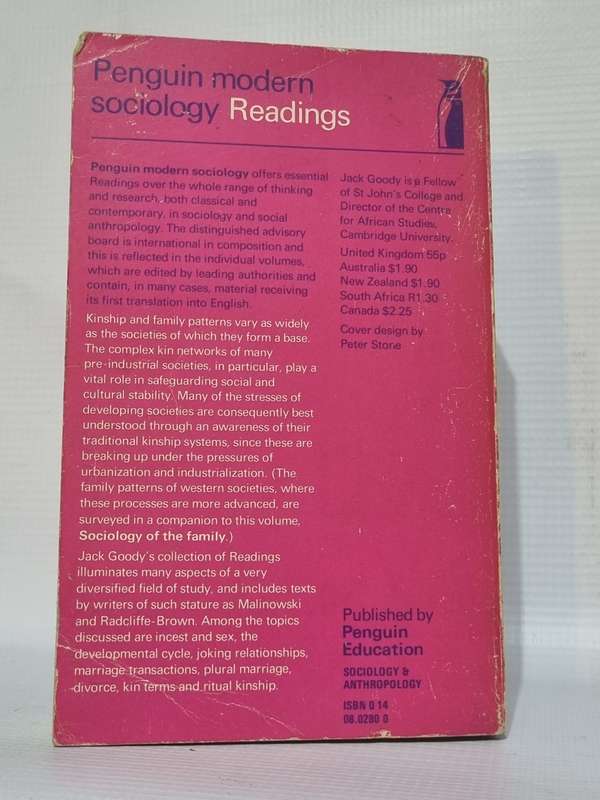 Penguin modern
sociology Readings
Penguin modern sociology offers essential
Readings over the whole range of thinking
and research, both classical and
contemporary, in sociology and social
anthropology. The distinguished advisory
board is international in composition and
this is reflected in the individual volumes,
which are edited by leading authorities and
contain, in many cases, material receiving
its first translation into English.
Kinship and family patterns vary as widely
as the societies of which they form a base.
The complex kin networks of many
pre-industrial societies, in particular, play a
vital role in safeguarding social and
cultural stability. Many of the stresses of
developing societies are consequently best
understood through an awareness of their
traditional kinship systems, since these are
breaking up under the pressures of
urbanization and industrialization. (The
family patterns of western societies, where
these processes are more advanced, are
surveyed in a companion to this volume,
Sociology of the family.)
Jack Goody's collection of Readings
illuminates many aspects of a very
diversified field of study, and includes texts
by writers of such stature as Malinowski
and Radcliffe-Brown. Among the topics
discussed are incest and sex, the
developmental cycle, joking relationships,
marriage transactions, plural marriage,
divorce, kin terms and ritual kinship.
Jack Goody is a Fellow
of St John's College and
Director of the Centre
for African Studies,
Cambridge University.
United Kingdom 55p
Australia $1.90
New Zealand $1.90
South Africa R1.30
Canada $2.25
Cover design by
Peter Stone
Published by
Penguin
Education
SOCIOLOGY &
ANTHROPOLOGY
ISBN 0 14
08.0280 0